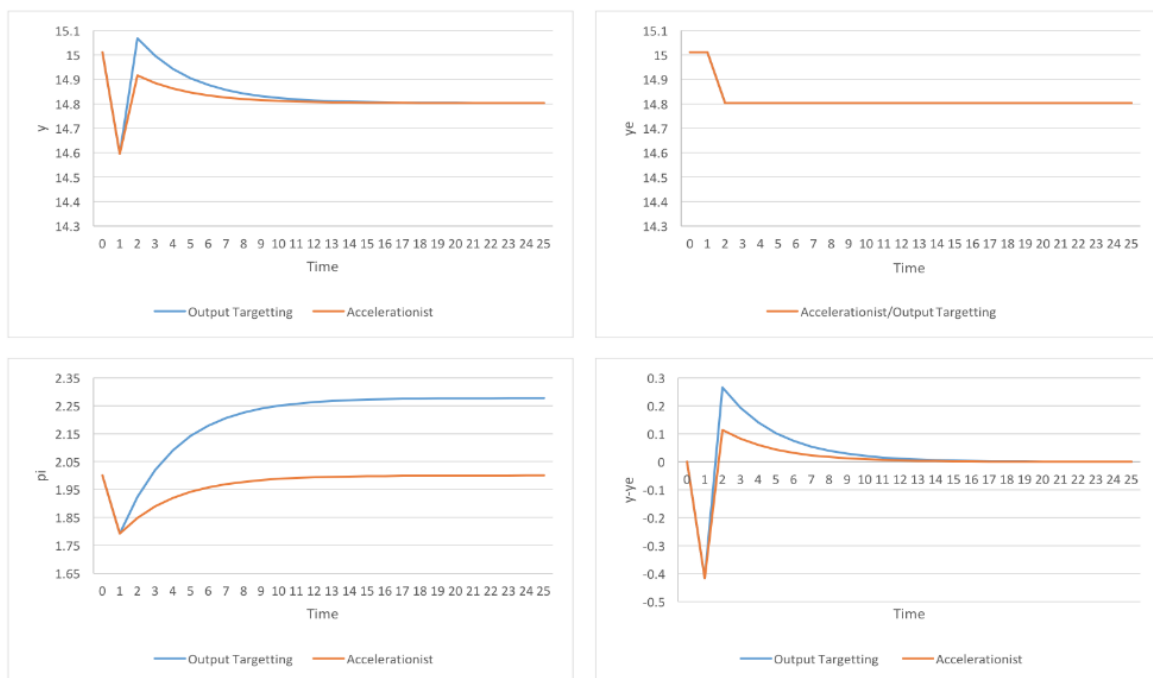 15.1
15
14.9
14.8
14.7
14.6
14.5
14.4
14.3
y
0 1 2 3 4 5 6 7 8 9 10 11 12 13 14 15 16 17 18 19 20 21 22 23 24 25
Time
Output Targetting Accelerationist
15.1
15
14.9
14.8
14.7
14.6
14.5
14.4
14.3
ye
0 1 2 3 4 5 6 7 8 9 10 11 12 13 14 15 16 17 18 19 20 21 22 23 24 25
Time
Accelerationist/Output Targetting
2.35
2.25
2.15
2.05
1.95
1.85
1.75
1.65
pi
0 1 2 3 4 5 6 7 8 9 10 11 12 13 14 15 16 17 18 19 20 21 22 23 24 25
Time
Output Targetting Accelerationist
0.3
0.2
0.1
0
-0.1
-0.2
-0.3
-0.4
-0.5
y-ye
0 1 2 3 4 5 6 7 8 9 10 11 12 13 14 15 16 17 18 19 20 21 22 23 24 25
Time
Output Targetting Accelerationist